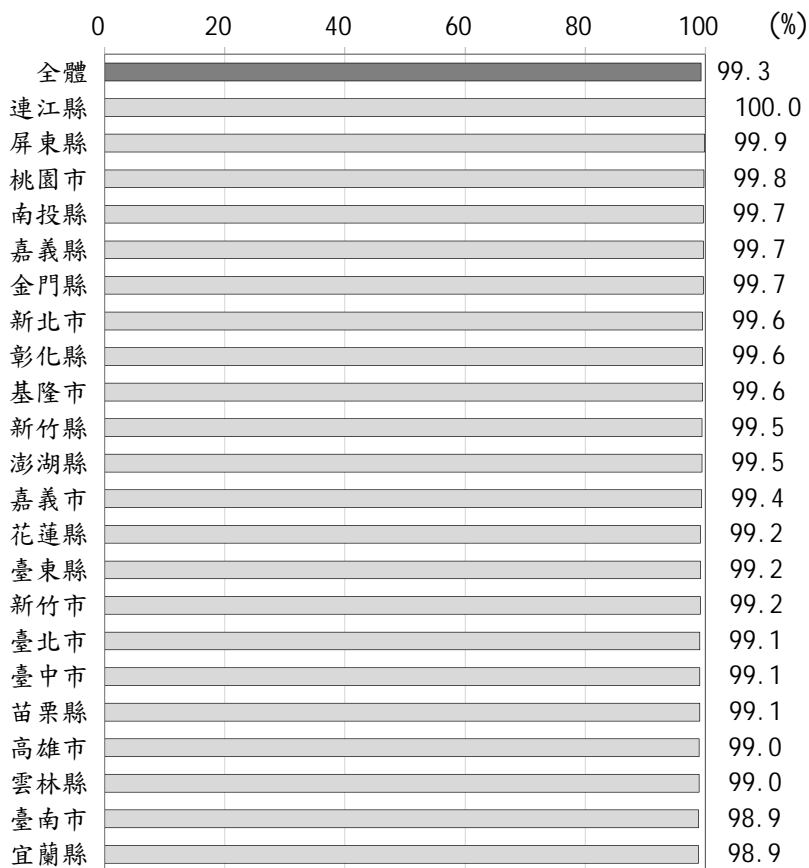 0 20 40 60 80 100 (%)
全體 99.3
連江縣 100.0
屏東縣 99.9
桃園市 99.8
南投縣 99.7
嘉義縣 99.7
金門縣 99.7
新北市 99.6
彰化縣 99.6
基隆市 99.6
新竹縣 99.5
澎湖縣 99.5
嘉義市 99.4
花蓮縣 99.2
臺東縣 99.2
新竹市 99.2
臺北市 99.1
臺中市 99.1
苗栗縣 99.1
高雄市 99.0
雲林縣 99.0
臺南市 98.9
宜蘭縣 98.9